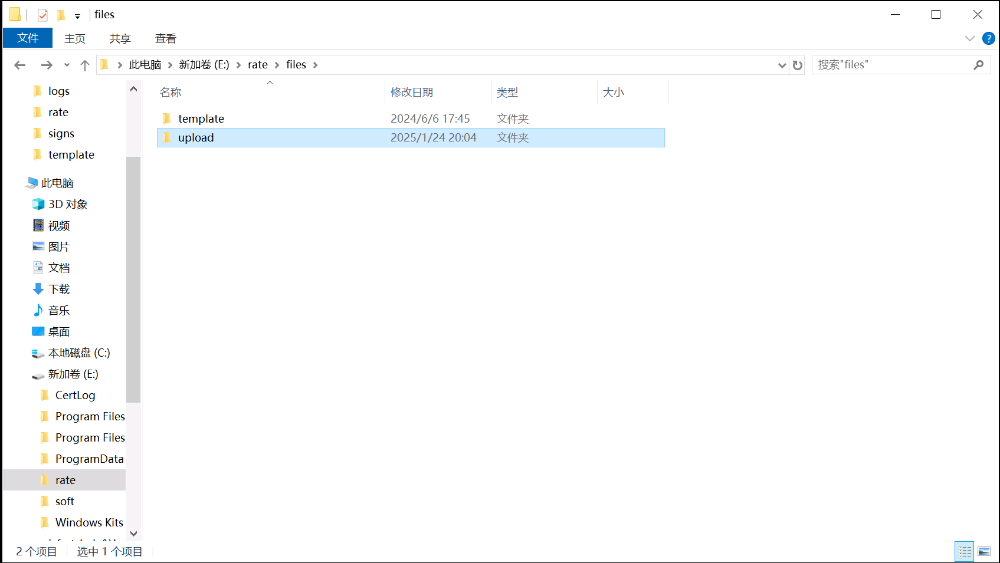 files
文件 主页 共享 查看
此电脑 新加卷 (E:) rate files 搜索"files"
名称 修改日期 类型 大小
template 2024/6/6 17:45 文件夹
upload 2025/1/24 20:04 文件夹
logs
rate
signs
template
此电脑
3D 对象
视频
图片
文档
下载
音乐
桌面
本地磁盘 (C:)
新加卷 (E:)
CertLog
Program Files
Program Files
ProgramData
rate
soft
Windows Kits
2 个项目 选中 1 个项目